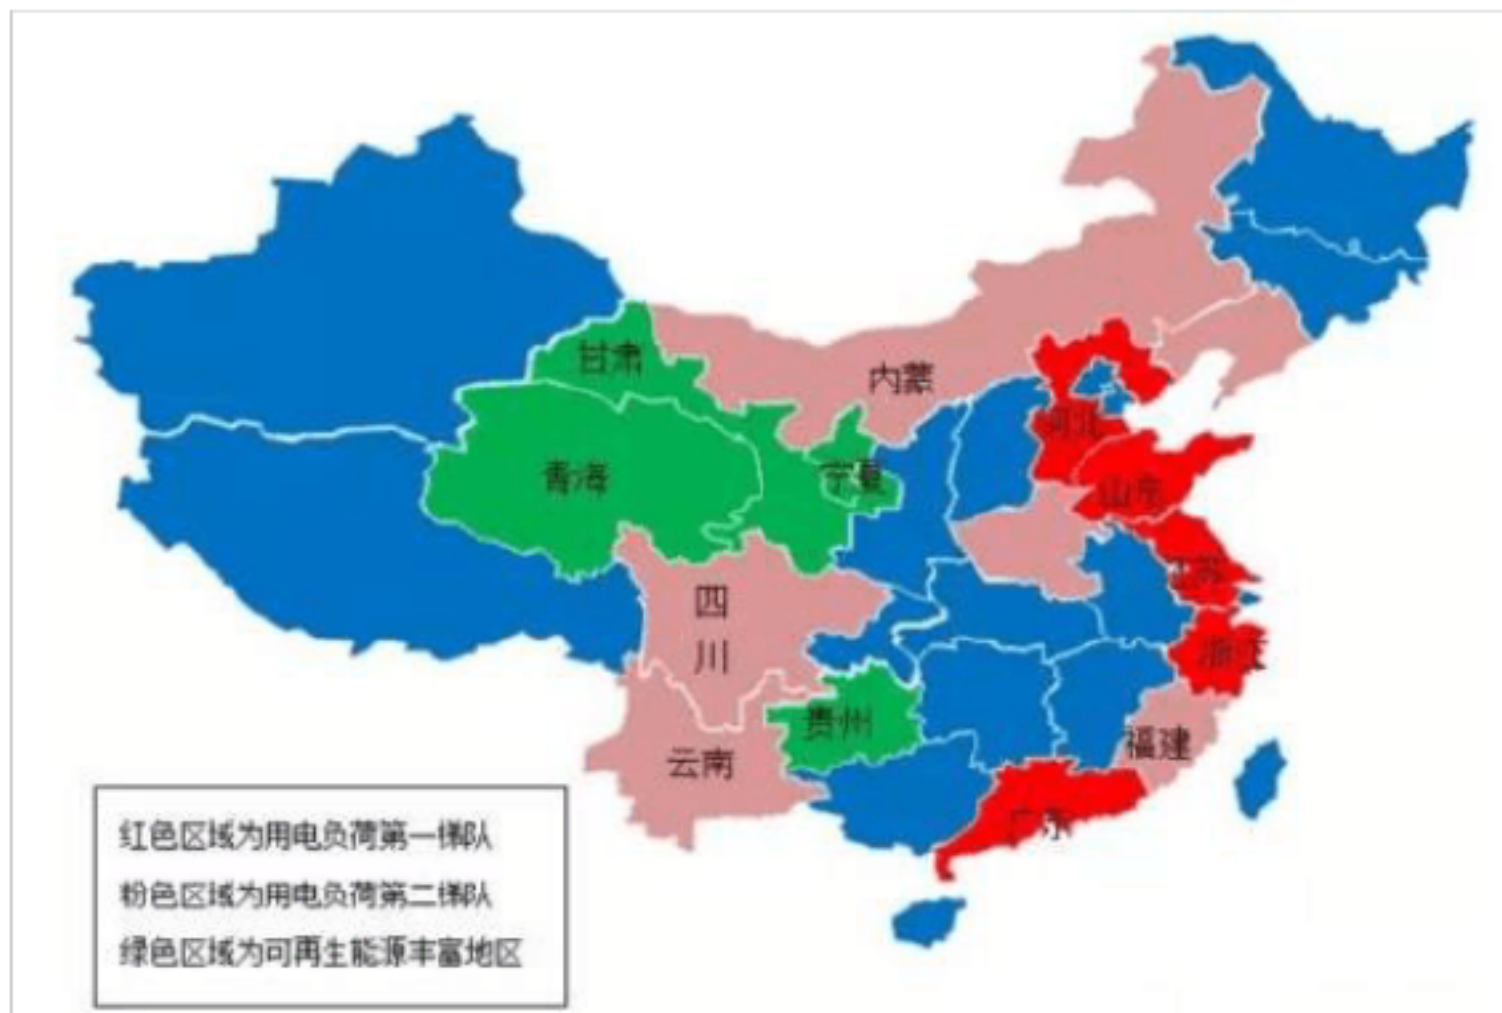 甘肃
内蒙
河北
青海
宁夏
山东
江苏
四
川
浙江
贵州
福建
云南
广东
红色区域为用电负荷第一梯队
粉色区域为用电负荷第二梯队
绿色区域为可再生能源丰富地区